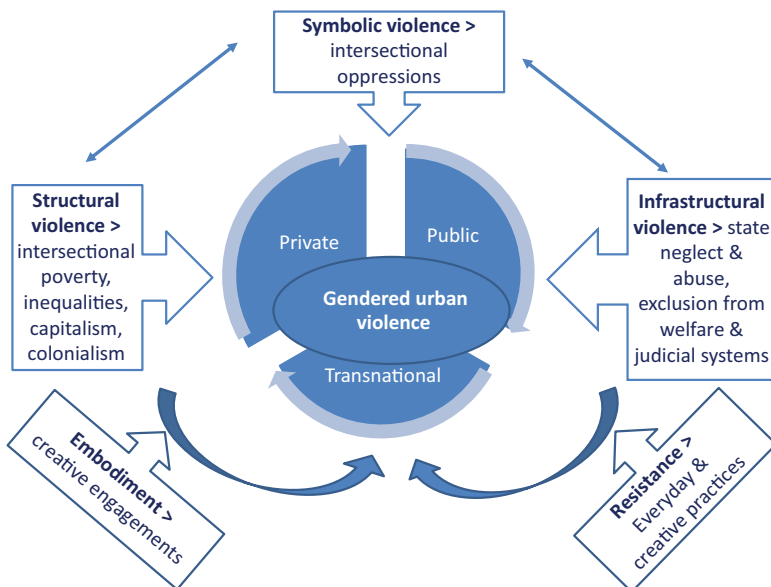 Symbolic violence >
intersectional
oppressions
Structural
violence >
intersectional
poverty,
inequalities,
capitalism,
colonialism
Private
Public
Gendered urban
violence
Transnational
Infrastructural
violence > state
neglect &
abuse,
exclusion from
welfare &
judicial systems
Embodiment >
creative engagements
Resistance >
Everyday &
creative practices